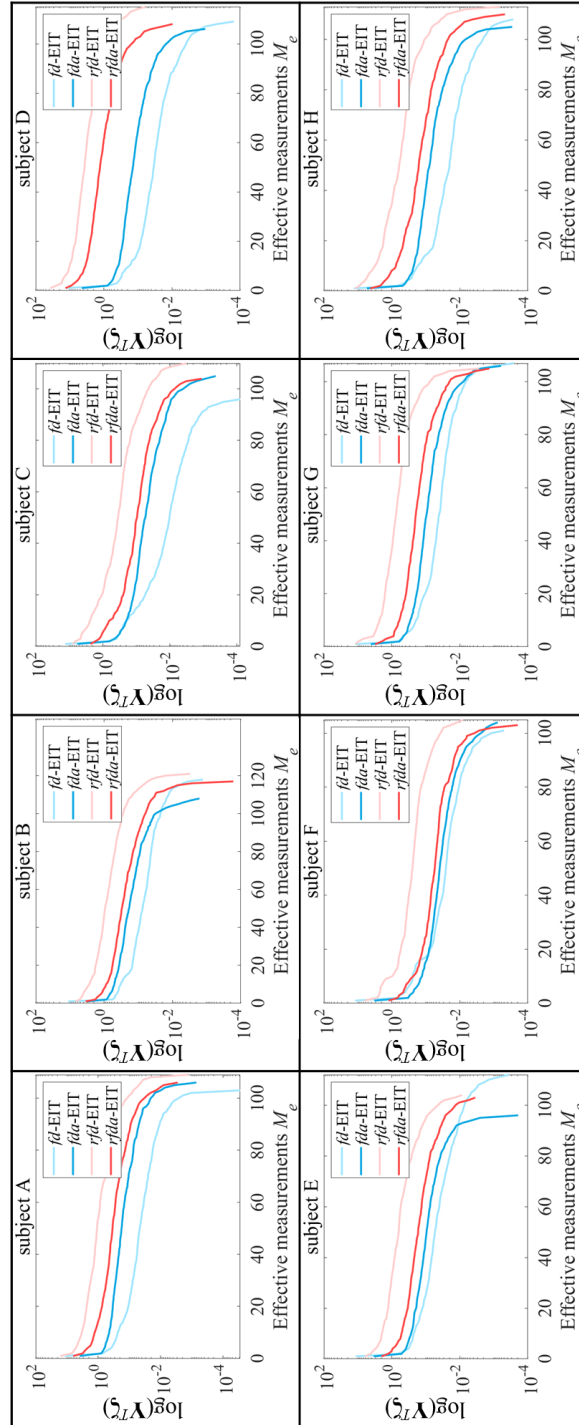 subject A
log(Y^T ζ)
10^2
10^0
10^-2
10^-4
fd-EIT
fda-EIT
rfd-EIT
rfda-EIT
0 20 40 60 80 100
Effective measurements M_e
subject B
log(Y^T ζ)
10^2
10^0
10^-2
10^-4
fd-EIT
fda-EIT
rfd-EIT
rfda-EIT
0 20 40 60 80 100 120
Effective measurements M_e
subject C
log(Y^T ζ)
10^2
10^0
10^-2
10^-4
fd-EIT
fda-EIT
rfd-EIT
rfda-EIT
0 20 40 60 80 100
Effective measurements M_e
subject D
log(Y^T ζ)
10^2
10^0
10^-2
10^-4
fd-EIT
fda-EIT
rfd-EIT
rfda-EIT
0 20 40 60 80 100
Effective measurements M_e
subject E
log(Y^T ζ)
10^2
10^0
10^-2
10^-4
fd-EIT
fda-EIT
rfd-EIT
rfda-EIT
0 20 40 60 80 100
Effective measurements M_e
subject F
log(Y^T ζ)
10^2
10^0
10^-2
10^-4
fd-EIT
fda-EIT
rfd-EIT
rfda-EIT
0 20 40 60 80 100
Effective measurements M_e
subject G
log(Y^T ζ)
10^2
10^0
10^-2
10^-4
fd-EIT
fda-EIT
rfd-EIT
rfda-EIT
0 20 40 60 80 100
Effective measurements M_e
subject H
log(Y^T ζ)
10^2
10^0
10^-2
10^-4
fd-EIT
fda-EIT
rfd-EIT
rfda-EIT
0 20 40 60 80 100
Effective measurements M_e